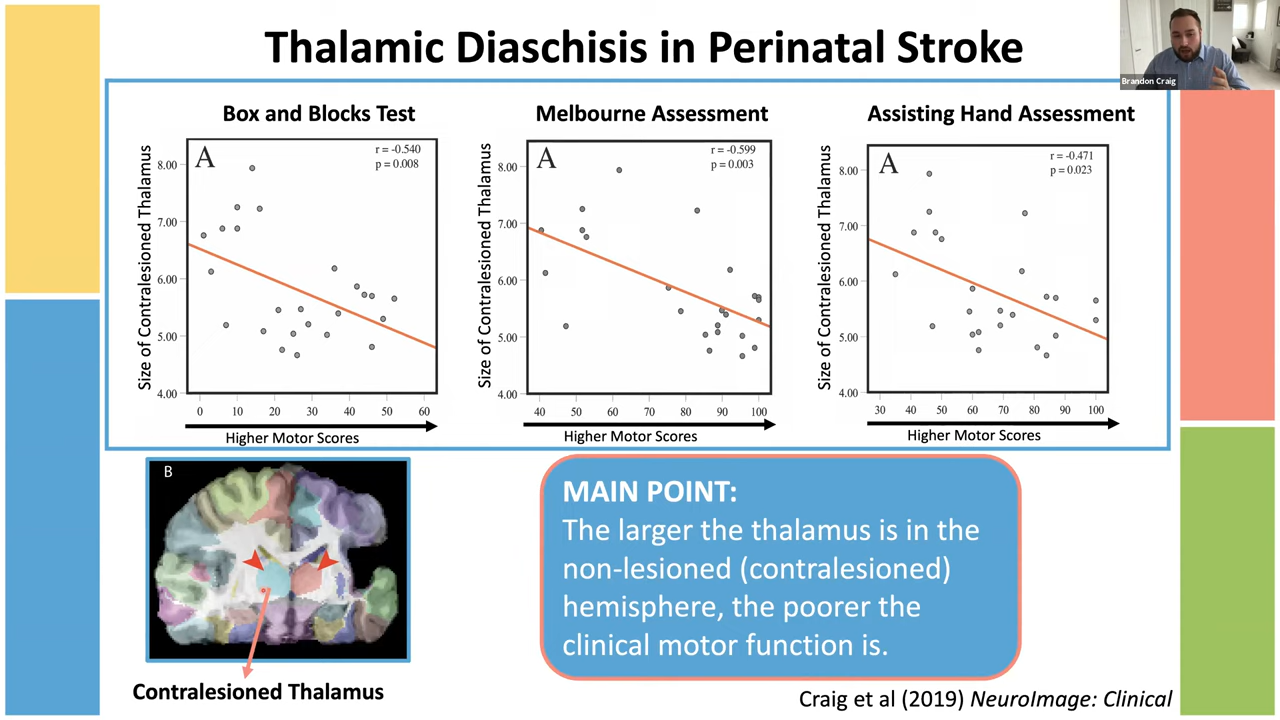 Thalamic Diaschisis in Perinatal Stroke
Brandon Craig
Box and Blocks Test
Size of Contralesioned Thalamus
A
r = -0.540
p = 0.008
8.00
7.00
6.00
5.00
4.00
0 10 20 30 40 50 60
Higher Motor Scores
Melbourne Assessment
Size of Contralesioned Thalamus
A
r = -0.599
p = 0.003
8.00
7.00
6.00
5.00
4.00
40 50 60 70 80 90 100
Higher Motor Scores
Assisting Hand Assessment
Size of Contralesioned Thalamus
A
r = -0.471
p = 0.023
8.00
7.00
6.00
5.00
4.00
30 40 50 60 70 80 90 100
Higher Motor Scores
B
Contralesioned Thalamus
MAIN POINT:
The larger the thalamus is in the
non-lesioned (contralesioned)
hemisphere, the poorer the
clinical motor function is.
Craig et al (2019) NeuroImage: Clinical